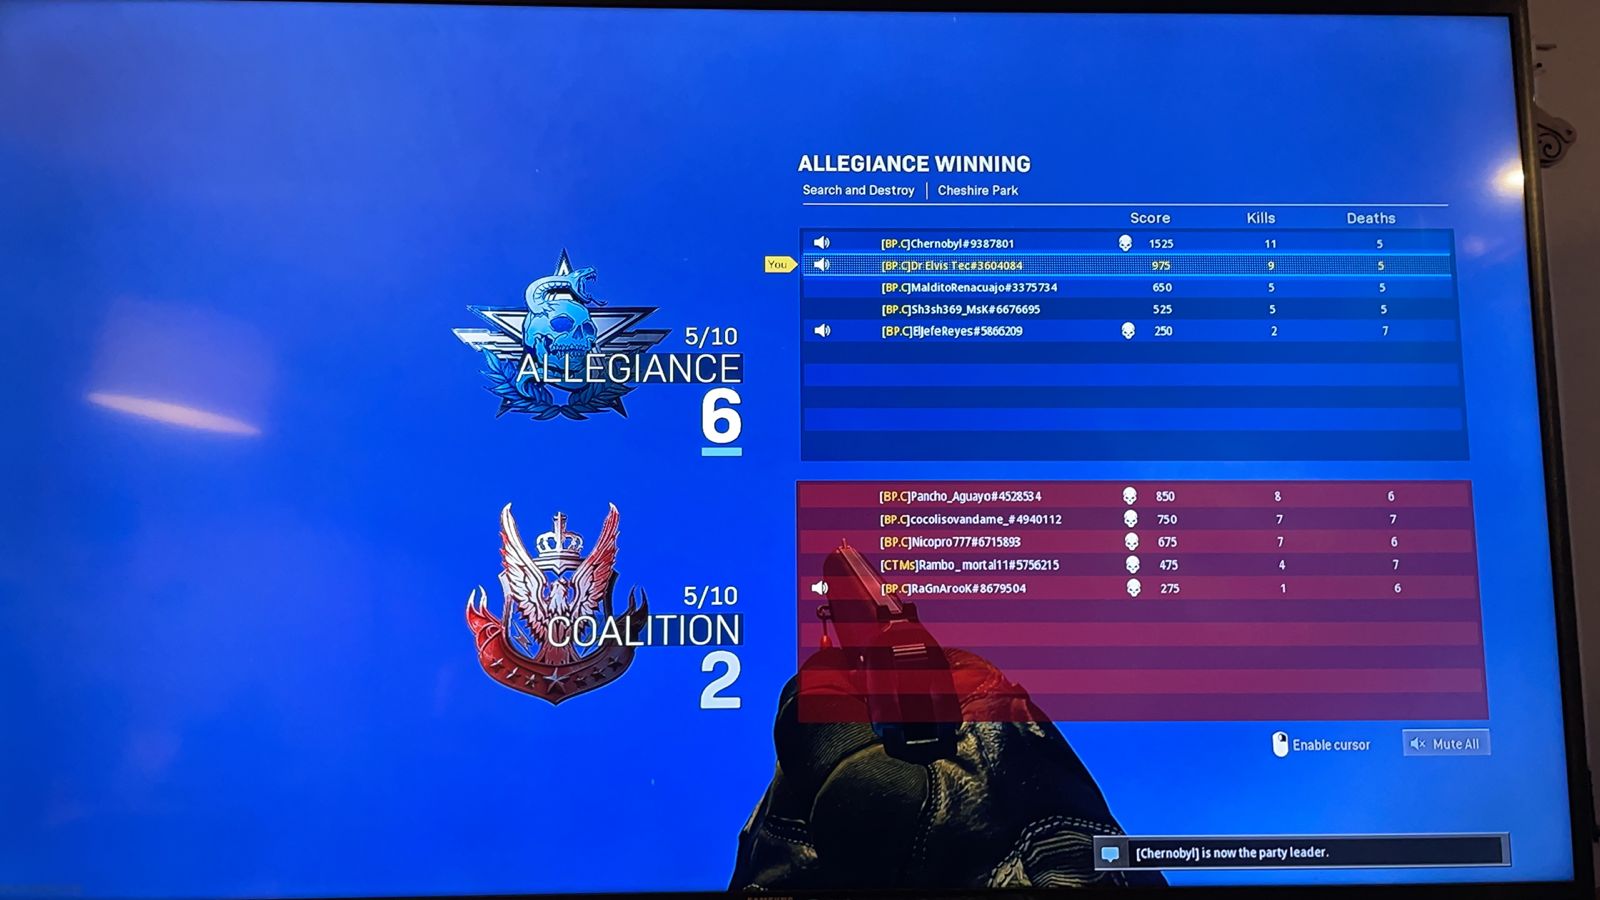 ALLEGIANCE WINNING
Search and Destroy | Cheshire Park
Score Kills Deaths
[BP.C]Chernobyl#9387801 1525 11 5
You [BP.C]Dr Elvis Tec#3604084 975 9 5
[BP.C]MalditoRenacuajo#3375734 650 5 5
[BP.C]Sh3sh369_MsK#6676695 525 5 5
[BP.C]ElJefeReyes#5866209 250 2 7
5/10
ALLEGIANCE
6
[BP.C]Pancho_Aguayo#4528534 850 8 6
[BP.C]cocolisovandame_#4940112 750 7 7
[BP.C]Nicopro777#6715893 675 7 6
[CTMs]Rambo_mortal11#5756215 475 4 7
[BP.C]RaGnArooK#8679504 275 1 6
5/10
COALITION
2
Enable cursor Mute All
[Chernobyl] is now the party leader.